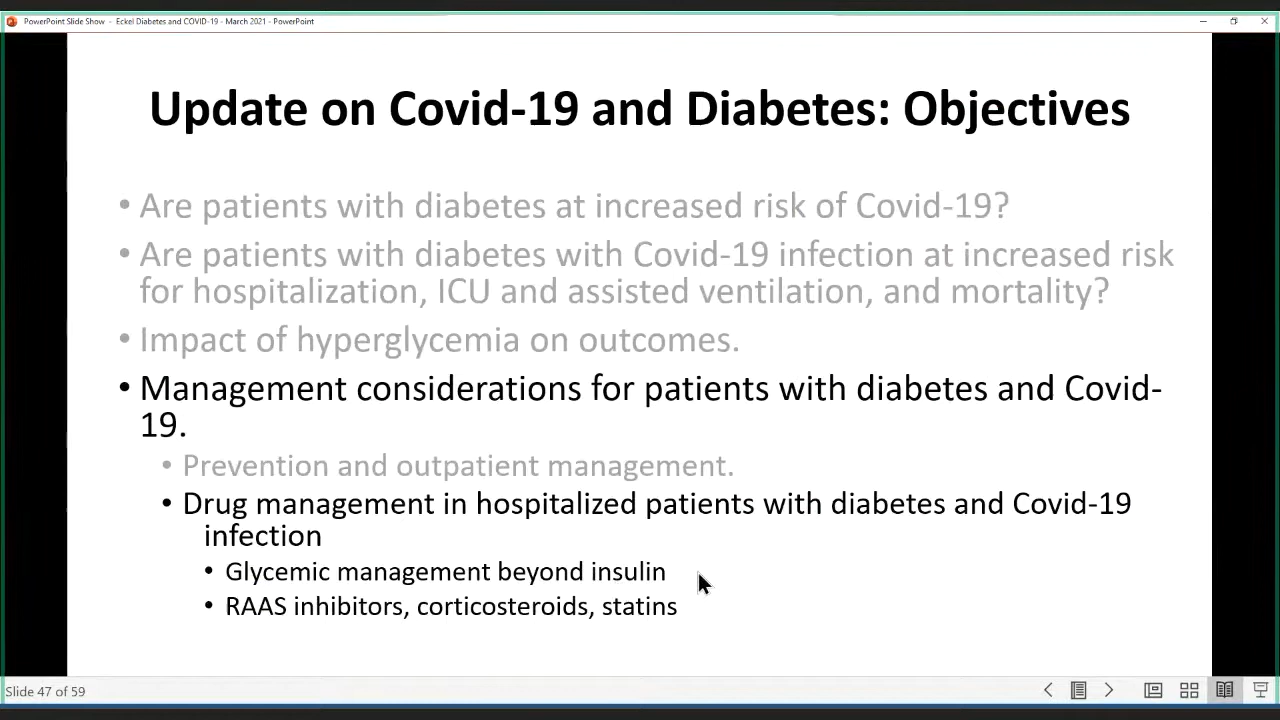 PowerPoint Slide Show - Eckel Diabetes and COVID-19 - March 2021 - PowerPoint
Update on Covid-19 and Diabetes: Objectives
• Are patients with diabetes at increased risk of Covid-19?
• Are patients with diabetes with Covid-19 infection at increased risk
for hospitalization, ICU and assisted ventilation, and mortality?
• Impact of hyperglycemia on outcomes.
• Management considerations for patients with diabetes and Covid-
19.
• Prevention and outpatient management.
• Drug management in hospitalized patients with diabetes and Covid-19
infection
• Glycemic management beyond insulin
• RAAS inhibitors, corticosteroids, statins
Slide 47 of 59